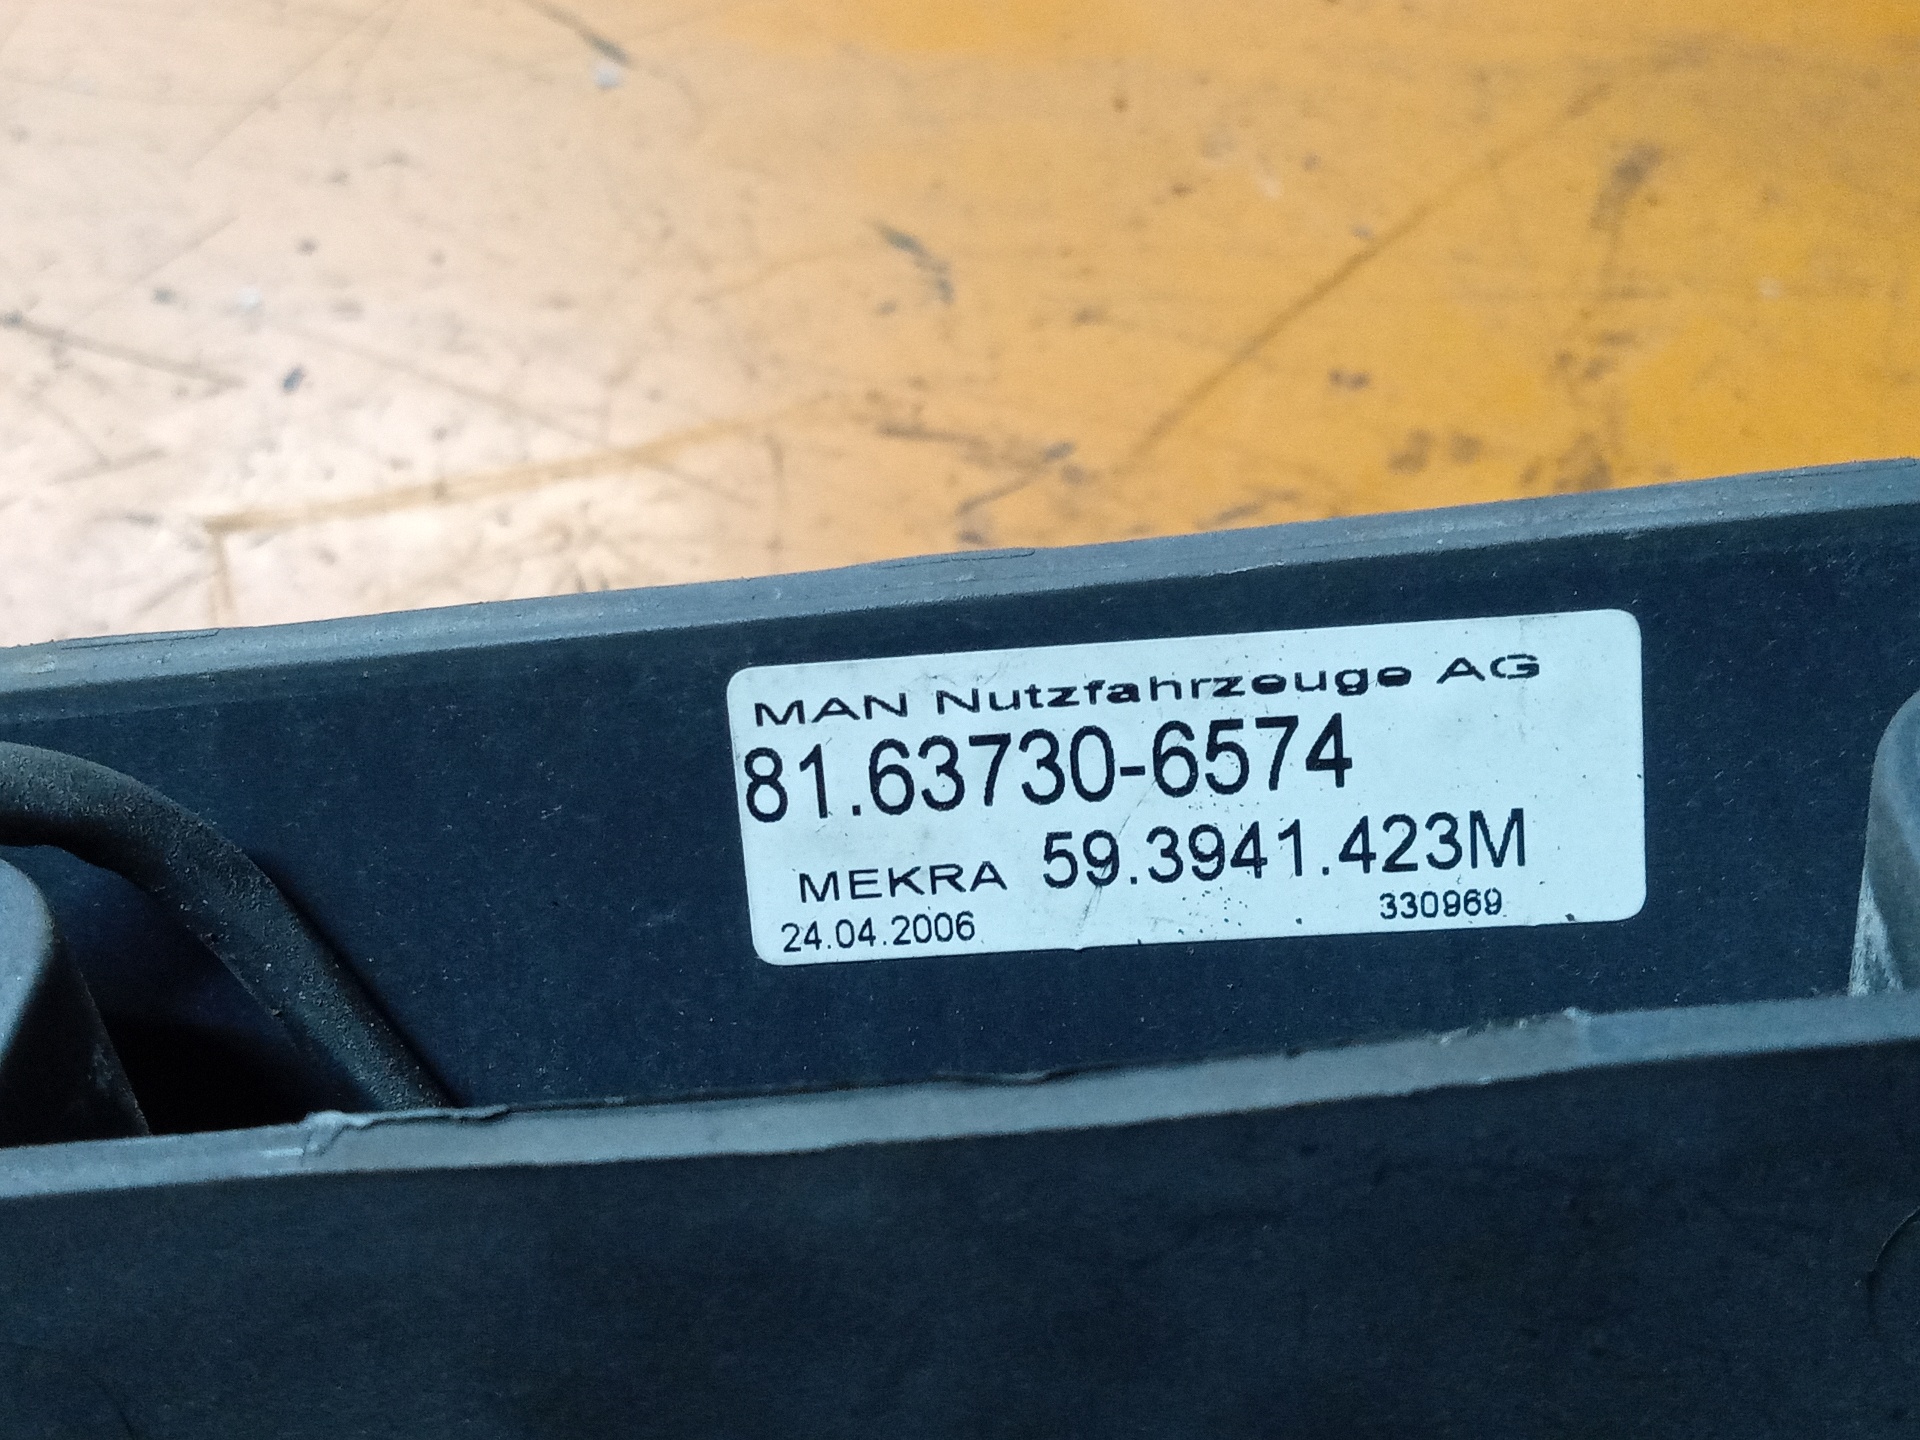 MAN Nutzfahrzeuge AG
81.63730-6574
MEKRA 59.3941.423M
24.04.2006 330969